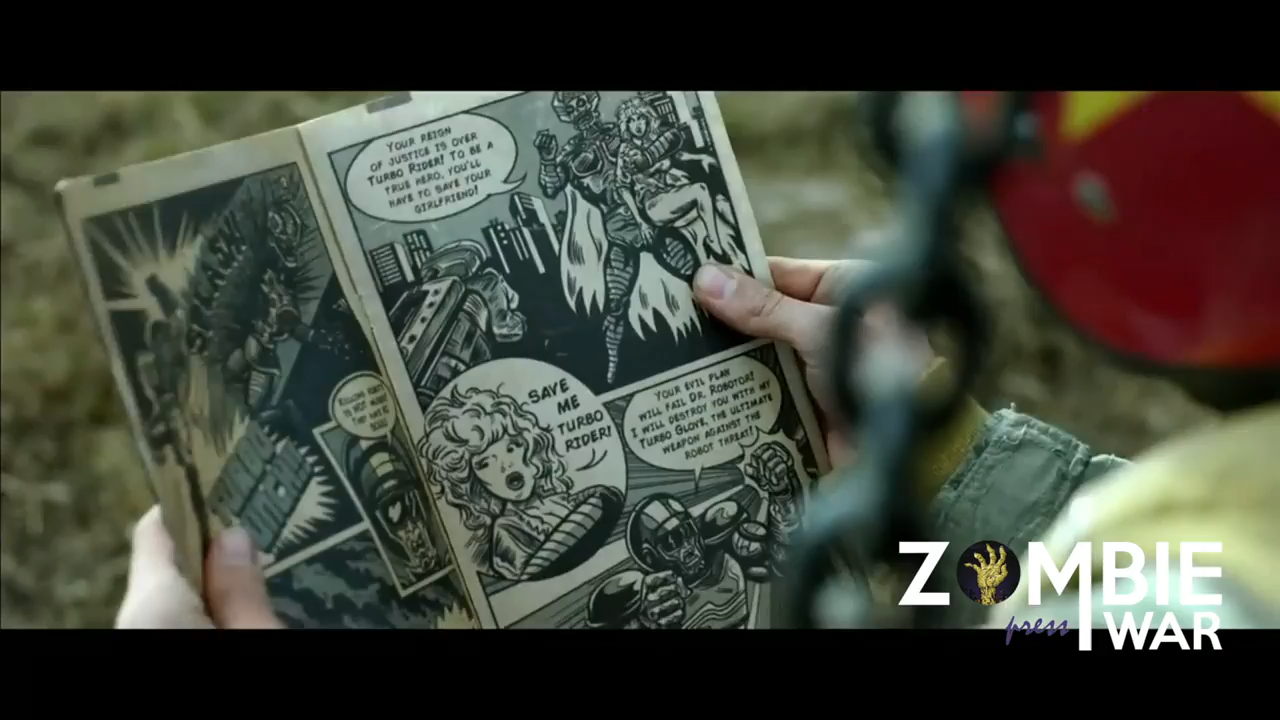 YOUR REIGN
OF JUSTICE IS OVER
TURBO RIDER! TO BE A
TRUE HERO, YOU'LL
HAVE TO SAVE YOUR
GIRLFRIEND!
SAVE
ME
TURBO
RIDER!
YOUR EVIL PLAN
WILL FAIL DR. ROBOTOR!
I WILL DESTROY YOU WITH MY
TURBO GLOVE, THE ULTIMATE
WEAPON AGAINST THE
ROBOT THREAT!
ZOMBIE
press WAR